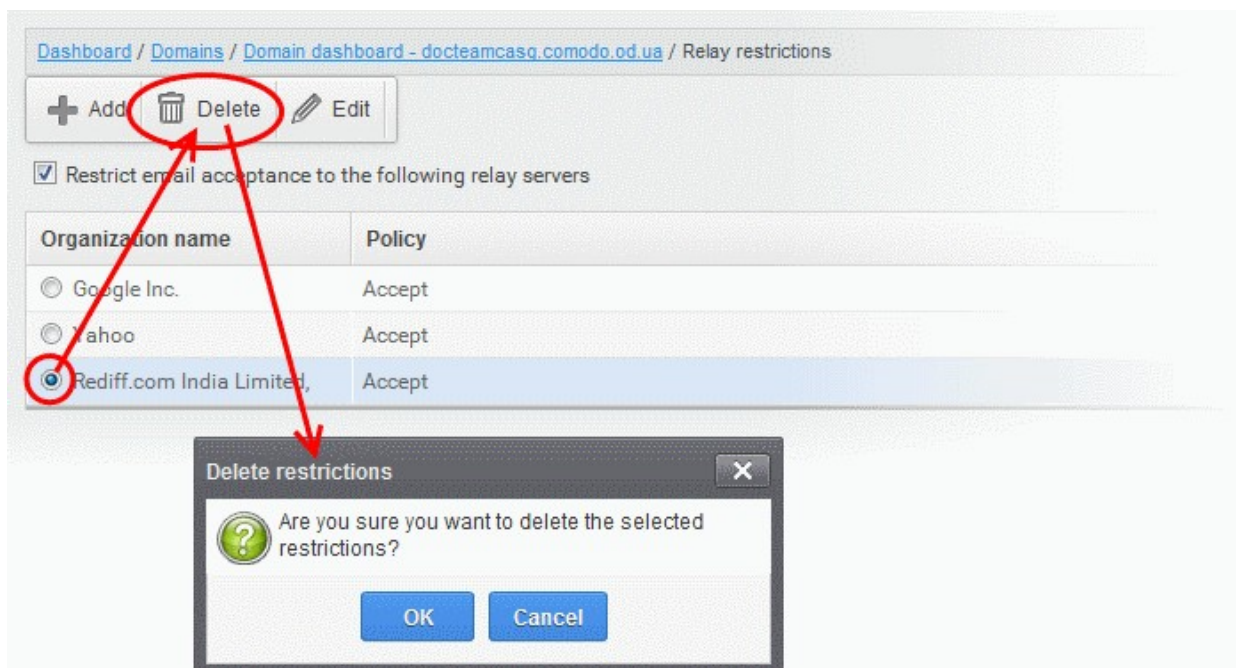 Dashboard / Domains / Domain dashboard - docteamcasg.comodo.od.ua / Relay restrictions
Add Delete Edit
Restrict email acceptance to the following relay servers
Organization name Policy
Google Inc. Accept
Yahoo Accept
Rediff.com India Limited, Accept
Delete restrictions
Are you sure you want to delete the selected
restrictions?
OK Cancel